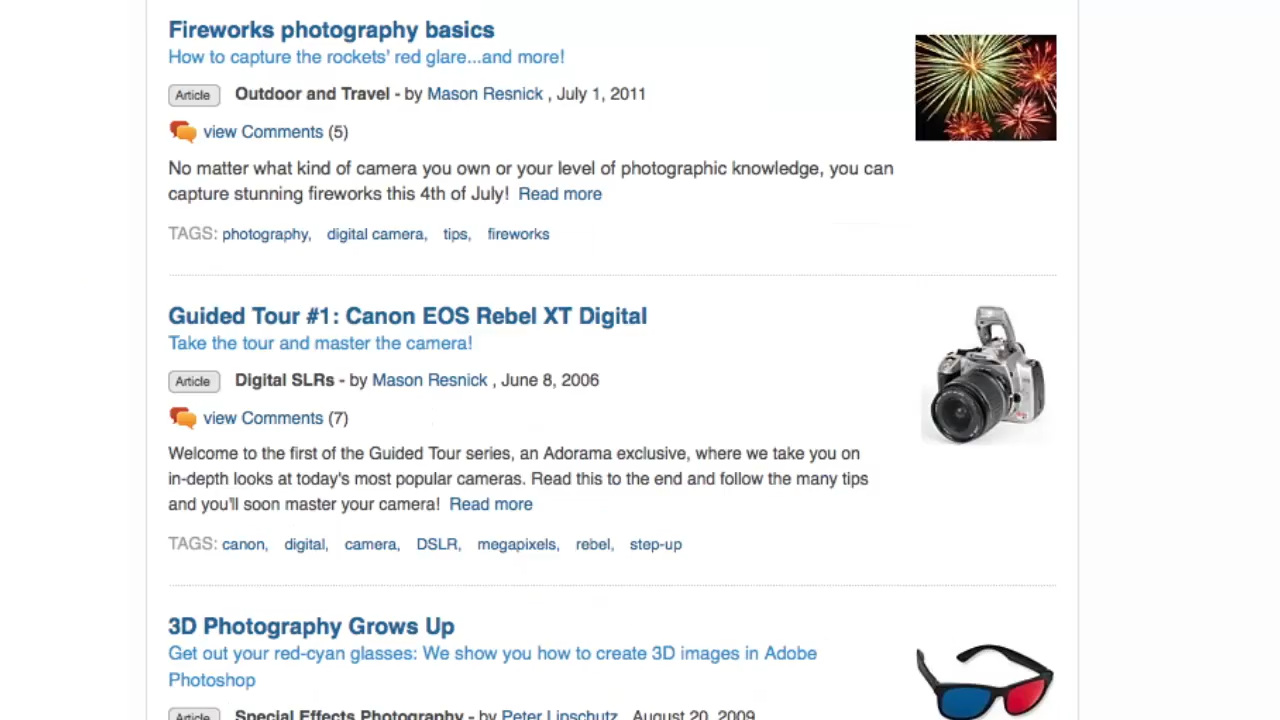 Fireworks photography basics
How to capture the rockets' red glare...and more!
Article Outdoor and Travel - by Mason Resnick , July 1, 2011
view Comments (5)
No matter what kind of camera you own or your level of photographic knowledge, you can
capture stunning fireworks this 4th of July! Read more
TAGS: photography, digital camera, tips, fireworks
Guided Tour #1: Canon EOS Rebel XT Digital
Take the tour and master the camera!
Article Digital SLRs - by Mason Resnick , June 8, 2006
view Comments (7)
Welcome to the first of the Guided Tour series, an Adorama exclusive, where we take you on
in-depth looks at today's most popular cameras. Read this to the end and follow the many tips
and you'll soon master your camera! Read more
TAGS: canon, digital, camera, DSLR, megapixels, rebel, step-up
3D Photography Grows Up
Get out your red-cyan glasses: We show you how to create 3D images in Adobe
Photoshop
Article Special Effects Photography - by Peter Lipschutz , August 20, 2009